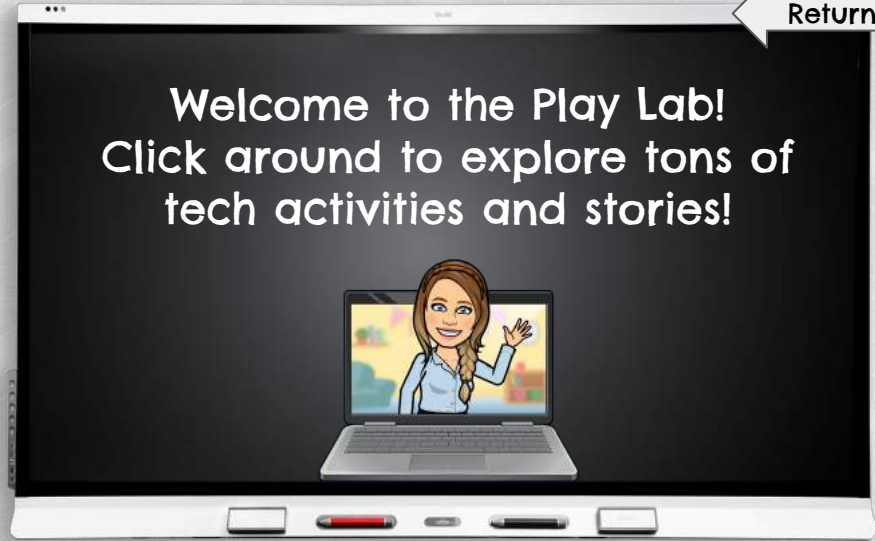 Return
Welcome to the Play Lab!
Click around to explore tons of
tech activities and stories!